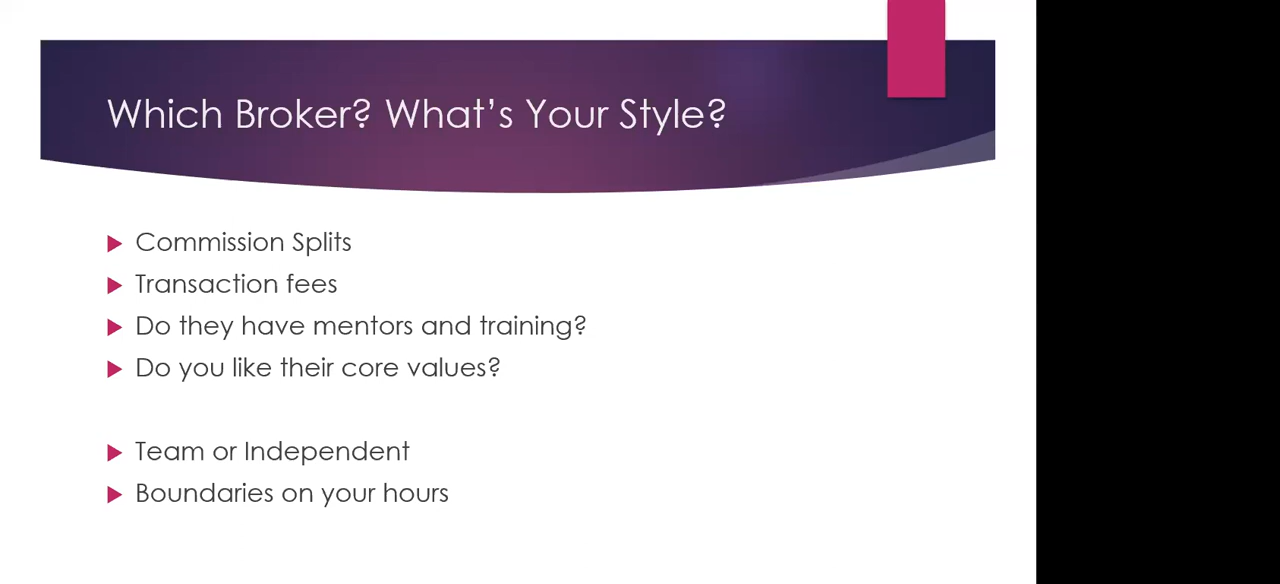 Which Broker? What’s Your Style?
Commission Splits
Transaction fees
Do they have mentors and training?
Do you like their core values?
Team or Independent
Boundaries on your hours